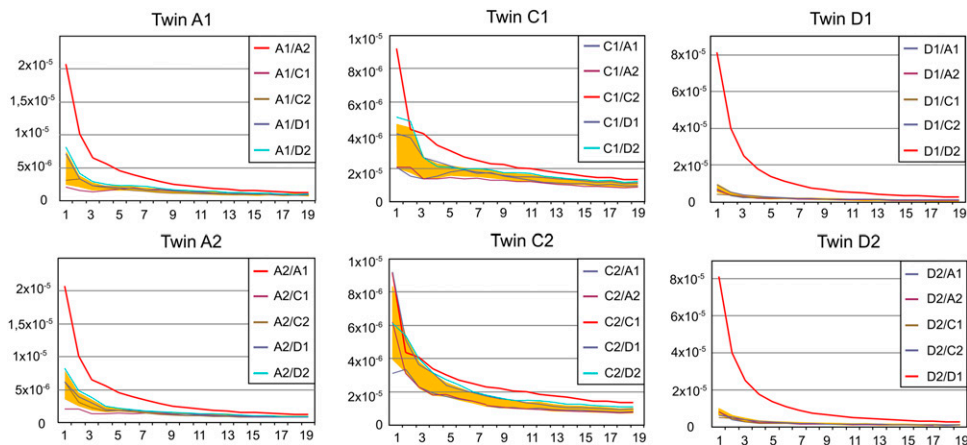 Twin A1
2x10⁻⁵
1.5x10⁻⁵
1x10⁻⁵
5x10⁻⁶
0
A1/A2
A1/C1
A1/C2
A1/D1
A1/D2
1 3 5 7 9 11 13 15 17 19
Twin C1
1x10⁻⁵
8x10⁻⁶
6x10⁻⁶
4x10⁻⁶
2x10⁻⁵
0
C1/A1
C1/A2
C1/C2
C1/D1
C1/D2
1 3 5 7 9 11 13 15 17 19
Twin D1
8x10⁻⁵
6x10⁻⁵
4x10⁻⁵
2x10⁻⁵
0
D1/A1
D1/A2
D1/C1
D1/C2
D1/D2
1 3 5 7 9 11 13 15 17 19
Twin A2
2x10⁻⁵
1.5x10⁻⁵
1x10⁻⁵
5x10⁻⁶
0
A2/A1
A2/C1
A2/C2
A2/D1
A2/D2
1 3 5 7 9 11 13 15 17 19
Twin C2
1x10⁻⁵
8x10⁻⁶
6x10⁻⁶
4x10⁻⁶
2x10⁻⁵
0
C2/A1
C2/A2
C2/C1
C2/D1
C2/D2
1 3 5 7 9 11 13 15 17 19
Twin D2
8x10⁻⁵
6x10⁻⁵
4x10⁻⁵
2x10⁻⁵
0
D2/A1
D2/A2
D2/C1
D2/C2
D2/D1
1 3 5 7 9 11 13 15 17 19